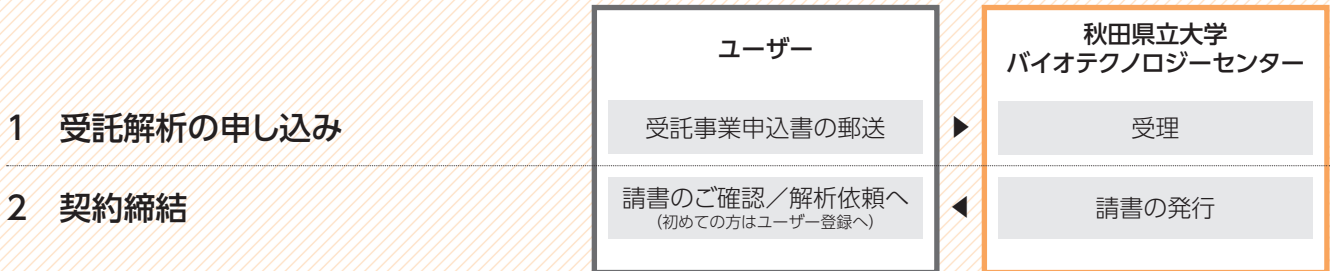 ユーザー
秋田県立大学
バイオテクノロジーセンター
1 受託解析の申し込み
受託事業申込書の郵送
▶
受理
2 契約締結
請書のご確認／解析依頼へ
(初めての方はユーザー登録へ)
◀
請書の発行